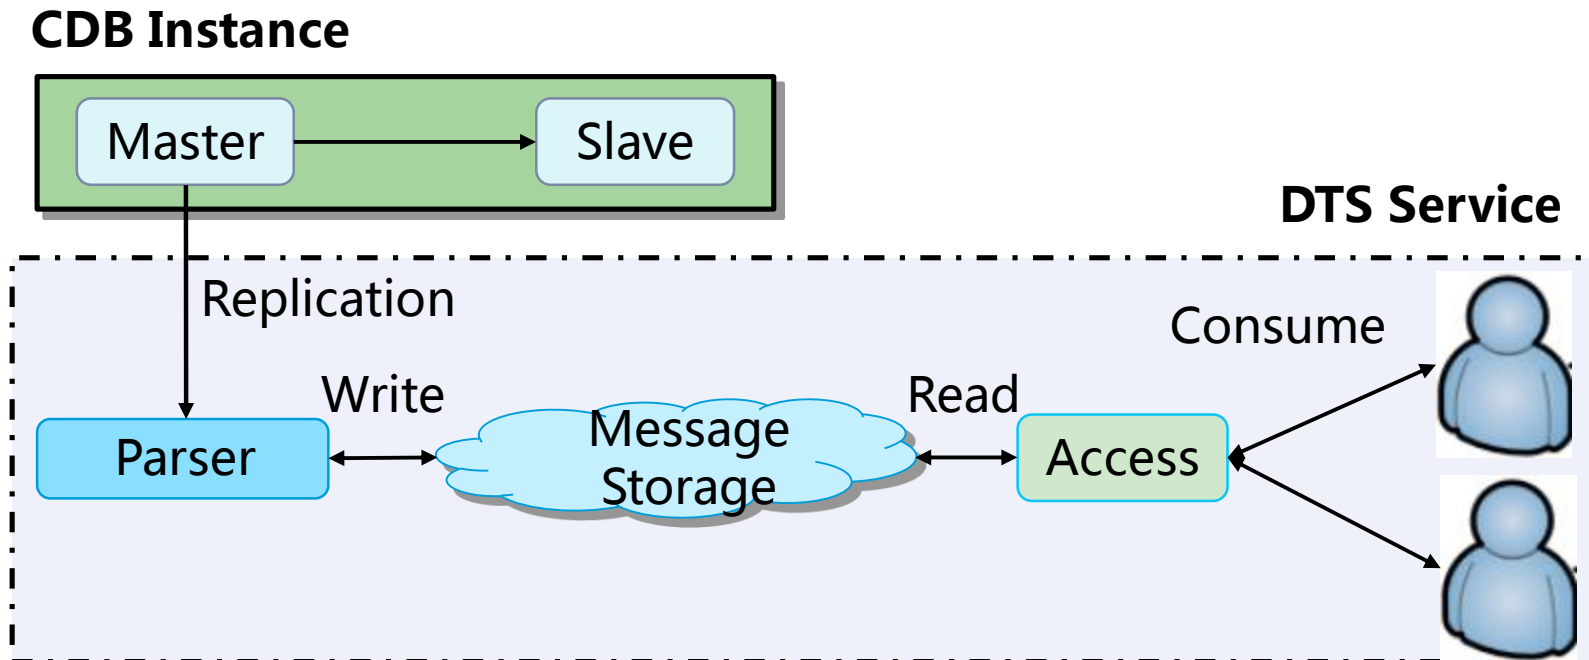 CDB Instance
Master
Slave
DTS Service
Replication
Consume
Write
Read
Message
Storage
Parser
Access